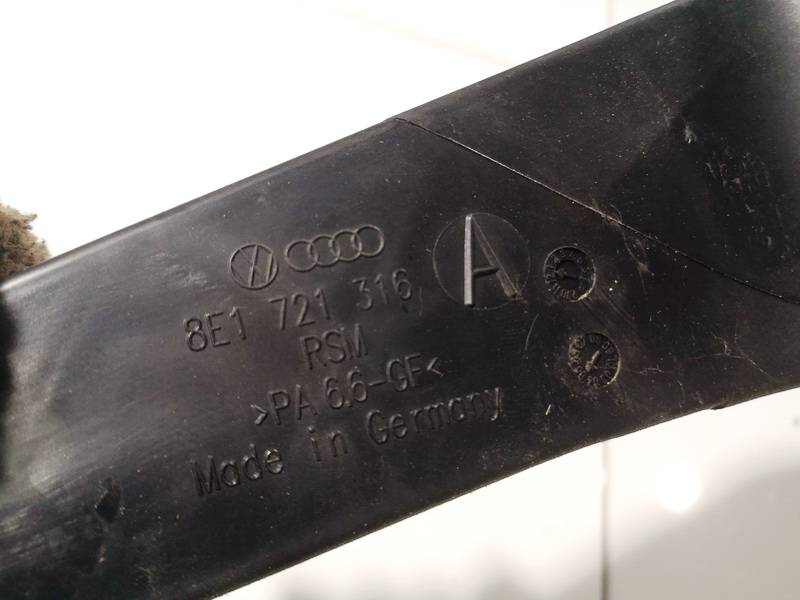 8E1 721 316
A
RSM
>PA 6.6-GF<
Made in Germany